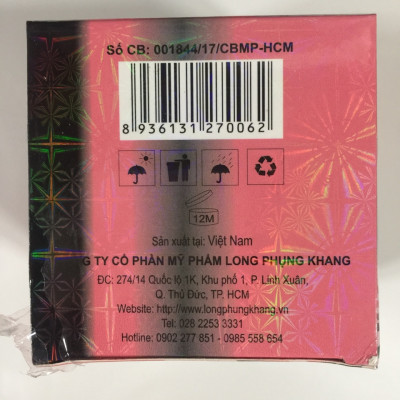 Số CB: 001844/17/CBMP-HCM
8 936131 270062
12M
Sản xuất tại: Việt Nam
G TY CỔ PHẦN MỸ PHẨM LONG PHỤNG KHANG
ĐC: 274/14 Quốc lộ 1K, Khu phố 1, P. Linh Xuân,
Q. Thủ Đức, TP. HCM
Website: http://www.longphungkhang.vn
Tel: 028 2253 3331
Hotline: 0902 277 851 - 0985 558 654